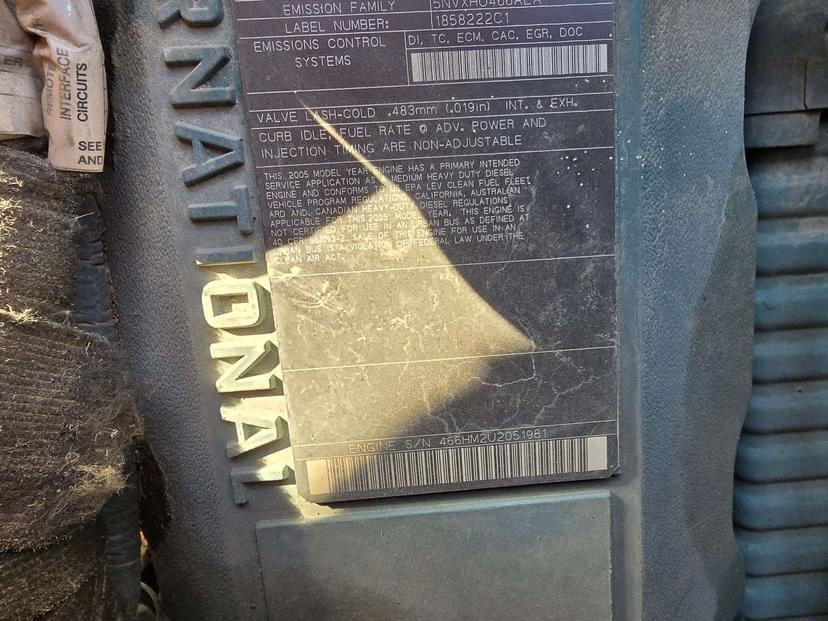 EMISSION FAMILY 5NVXH0466AEA
LABEL NUMBER: 1858222C1
EMISSIONS CONTROL SYSTEMS
DI, TC, ECM, CAC, EGR, DOC
VALVE LASH-COLD .483mm (.019in) INT. & EXH.
CURB IDLE, FUEL RATE @ ADV. POWER AND
INJECTION TIMING ARE NON-ADJUSTABLE
THIS 2005 MODEL YEAR ENGINE HAS A PRIMARY INTENDED
SERVICE APPLICATION AS A MEDIUM HEAVY DUTY DIESEL
ENGINE AND CONFORMS TO U.S. EPA LEV CLEAN FUEL FLEET
VEHICLE PROGRAM REGULATIONS, CALIFORNIA, AUSTRALIAN
ARD AND, CANADIAN HEAVY-DUTY DIESEL REGULATIONS
APPLICABLE FOR THIS 2005 MODEL YEAR. THIS ENGINE IS
NOT CERTIFIED FOR USE IN AN URBAN BUS AS DEFINED AT
40 CFR 86.093-2. SALE OF THIS ENGINE FOR USE IN AN
URBAN BUS IS A VIOLATION OF FEDERAL LAW UNDER THE
CLEAN AIR ACT.
ENGINE S/N 466HM2U2051981
RNATIONAL
ER
REMOTE
INTERFACE
CIRCUITS
SEE
AND